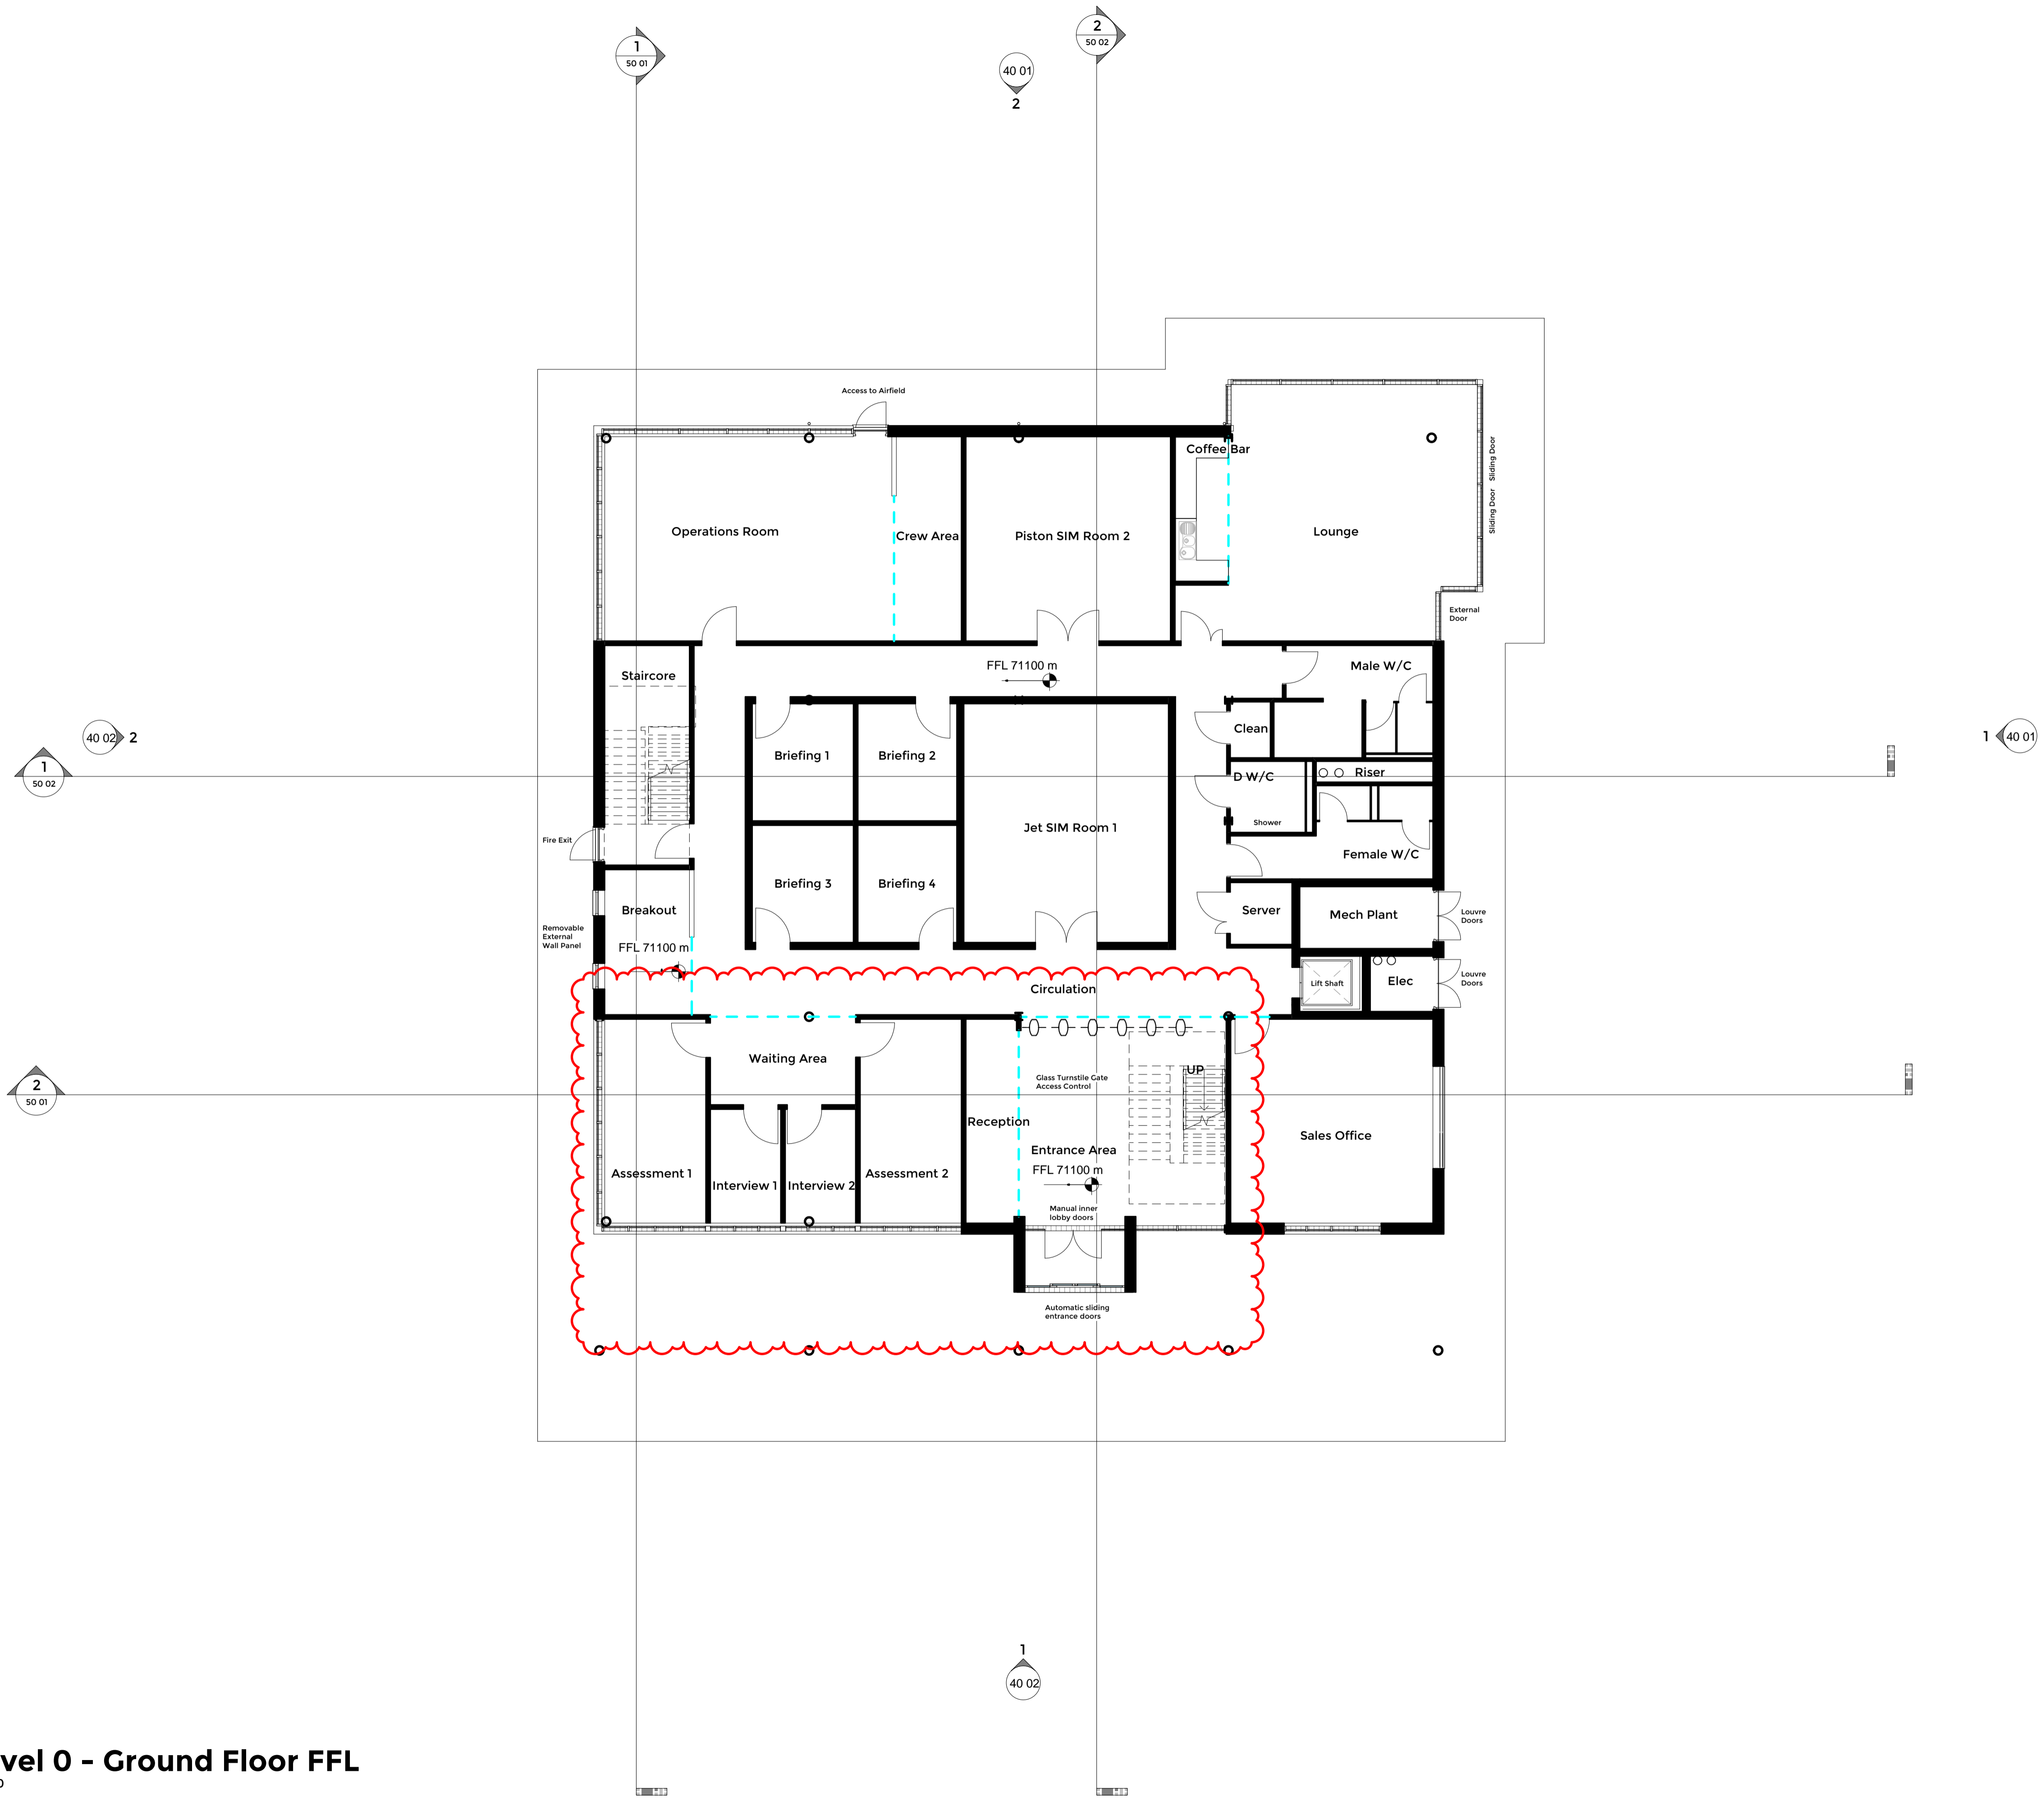 2
50 02
1
50 01
40 01
2
Access to Airfield
Coffee Bar
Sliding Door
Sliding Door
Operations Room
Crew Area
Piston SIM Room 2
Lounge
External
Door
FFL 71100 m
Male W/C
Staircore
Clean
40 02
2
1
40 01
Briefing 1
Briefing 2
1
50 02
D W/C
Riser
Shower
Jet SIM Room 1
Fire Exit
Female W/C
Briefing 3
Briefing 4
Breakout
Server
Mech Plant
Louvre
Doors
Removable
External
Wall Panel
FFL 71100 m
Lift Shaft
Elec
Louvre
Doors
Circulation
Waiting Area
UP
Glass Turnstile Gate
Access Control
2
50 01
Reception
Sales Office
Entrance Area
FFL 71100 m
Assessment 1
Interview 1
Interview 2
Assessment 2
Manual inner
lobby doors
Automatic sliding
entrance doors
1
40 02
vel 0 - Ground Floor FFL
0